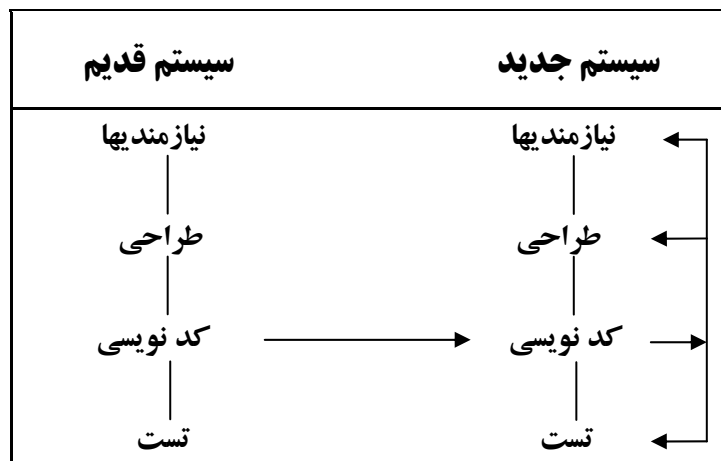 سیستم جدید سیستم قدیم
نیازمندیها نیازمندیها
طراحی طراحی
کد نویسی کد نویسی
تست تست